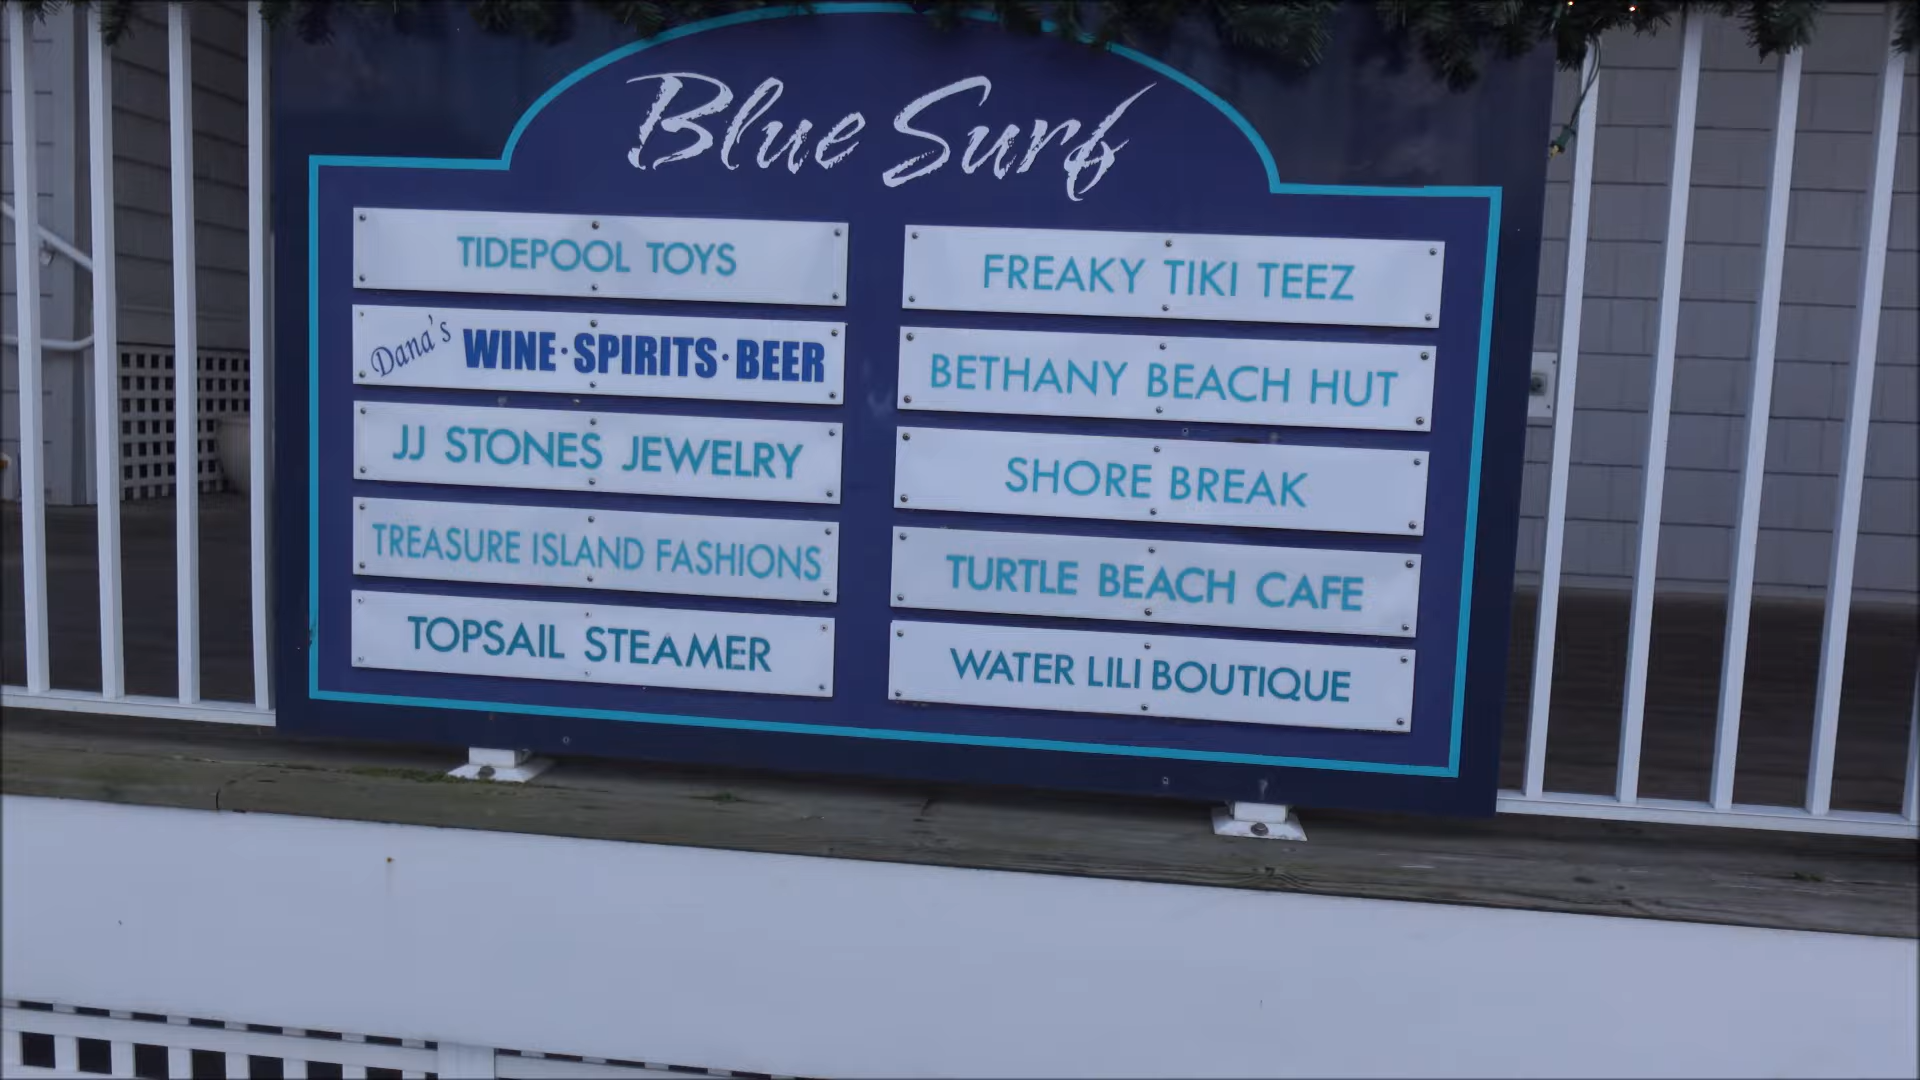 Blue Surf
TIDEPOOL TOYS
Dana's WINE·SPIRITS·BEER
JJ STONES JEWELRY
TREASURE ISLAND FASHIONS
TOPSAIL STEAMER
FREAKY TIKI TEEZ
BETHANY BEACH HUT
SHORE BREAK
TURTLE BEACH CAFE
WATER LILI BOUTIQUE